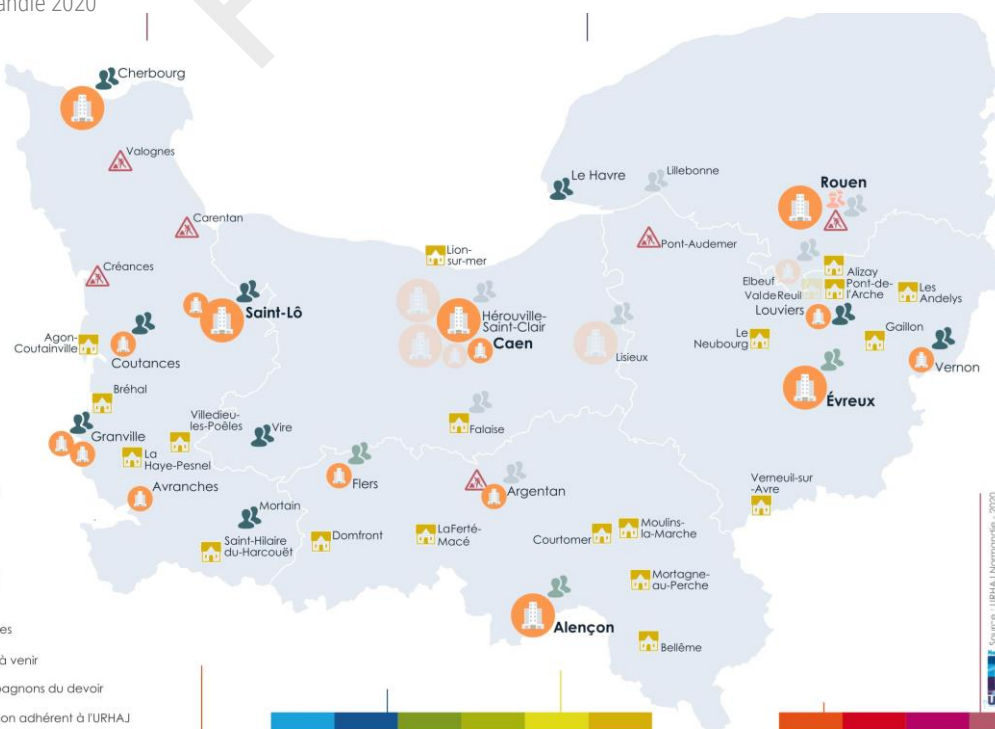 andie 2020
Cherbourg
Valognes
Carentan
Créances
Saint-Lô
Agon-
Coutainville
Coutances
Bréhal
Granville
Villedieu-
les-Poêles
La
Haye-Pesnel
Avranches
Vire
Mortain
Saint-Hilaire
du-Harcouët
Lion-
sur-mer
Hérouville-
Saint-Clair
Caen
Lisieux
Falaise
Flers
Argentan
Domfront
LaFerté-
Macé
Courtomer
Moulins-
la-Marche
Mortagne-
au-Perche
Alençon
Bellême
Le Havre
Lillebonne
Rouen
Pont-Audemer
Elbeuf
ValdeReuil
Alizay
Pont-de-
l'Arche
Les
Andelys
Louviers
Le
Neubourg
Gaillon
Vernon
Évreux
Verneuil-sur
-Avre
es
à venir
pagnons du devoir
on adhérent à l'URHAJ
Source : URHAJ Normandie - 2020